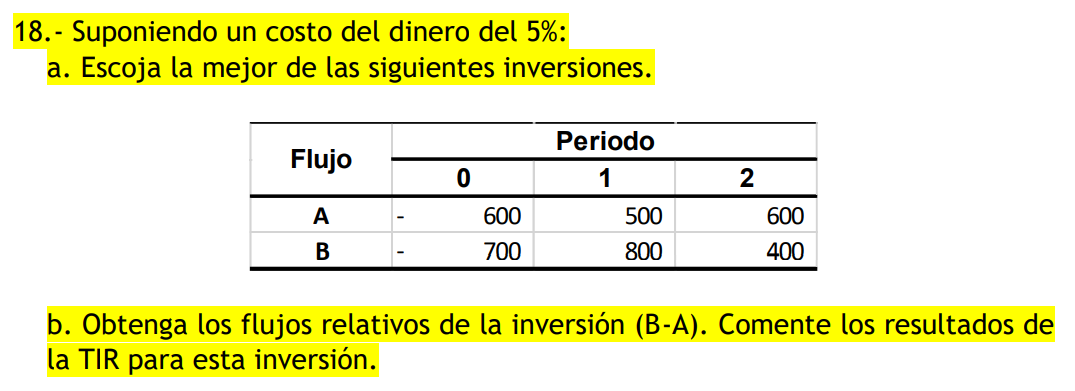 18.- Suponiendo un costo del dinero del 5%:
a. Escoja la mejor de las siguientes inversiones.
Flujo Periodo
0 1 2
A - 600 500 600
B - 700 800 400
b. Obtenga los flujos relativos de la inversión (B-A). Comente los resultados de
la TIR para esta inversión.